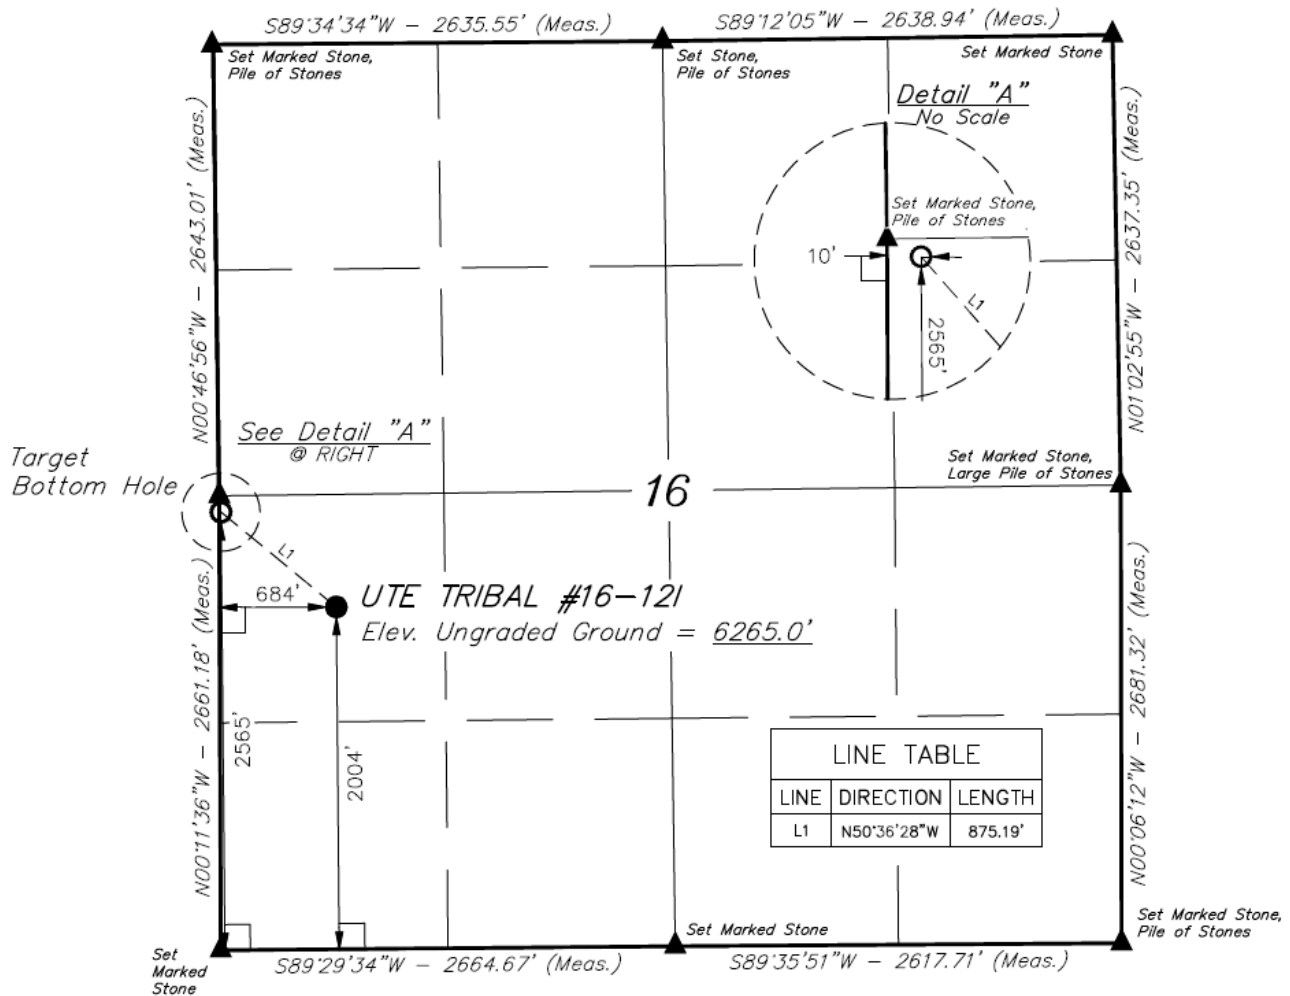 S89°34'34"W - 2635.55' (Meas.)
S89°12'05"W - 2638.94' (Meas.)
Set Marked Stone,
Pile of Stones
Set Stone,
Pile of Stones
Set Marked Stone
Detail "A"
No Scale
N00°46'56"W - 2643.01' (Meas.)
N01°02'55"W - 2637.35' (Meas.)
Set Marked Stone,
Pile of Stones
10'
L1
2565'
See Detail "A"
@ RIGHT
Target
Bottom Hole
Set Marked Stone,
Large Pile of Stones
16
L1
684'
UTE TRIBAL #16-12I
Elev. Ungraded Ground = 6265.0'
N00°11'36"W - 2661.18' (Meas.)
2565'
2004'
N00°06'12"W - 2681.32' (Meas.)
LINE TABLE
LINE DIRECTION LENGTH
L1 N50°36'28"W 875.19'
Set
Marked
Stone
S89°29'34"W - 2664.67' (Meas.)
Set Marked Stone
S89°35'51"W - 2617.71' (Meas.)
Set Marked Stone,
Pile of Stones